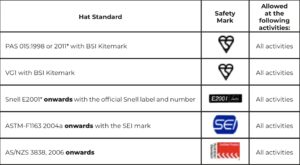 Hat Standard
Safety
Mark
Allowed
at the
following
activities:
PAS 015:1998 or 2011* with BSI Kitemark
All activities
VG1 with BSI Kitemark
All activities
Snell E2001* onwards with the official Snell label and number
E2001
All activities
ASTM-F1163 2004a onwards with the SEI mark
SEI
All activities
AS/NZS 3838, 2006 onwards
All activities